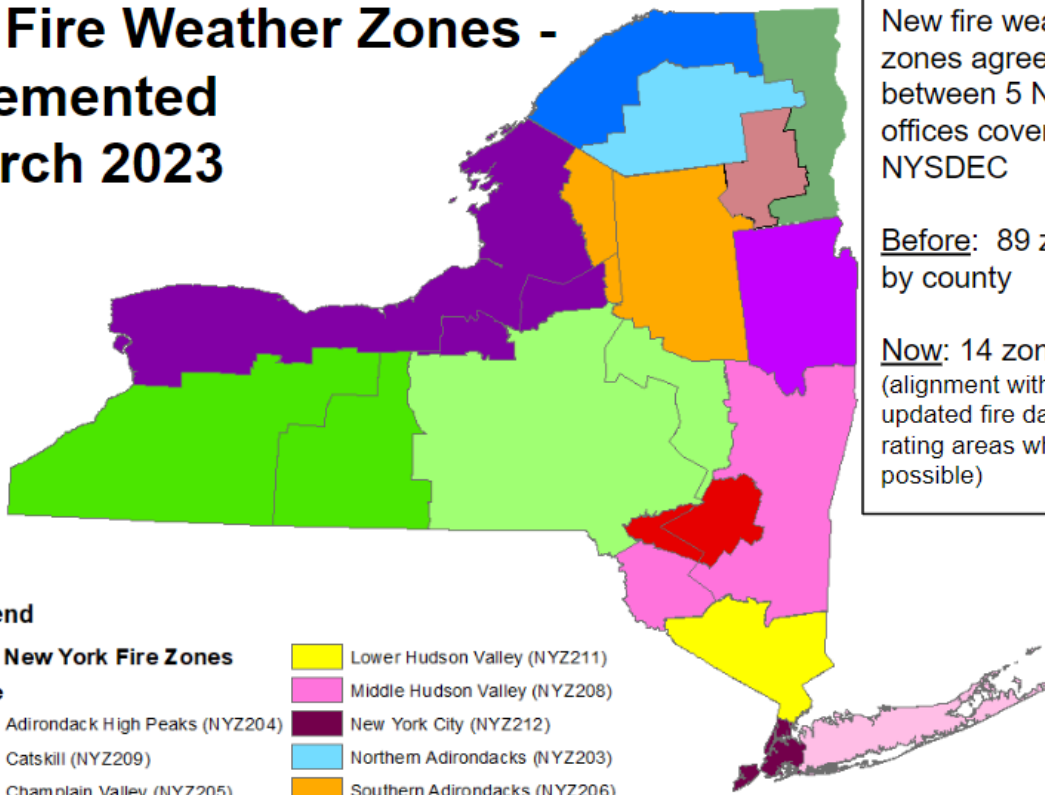 Fire Weather Zones -
emented
rch 2023
New fire wea
zones agree
between 5 N
offices cover
NYSDEC
Before: 89 z
by county
Now: 14 zon
(alignment with
updated fire da
rating areas wh
possible)
end
New York Fire Zones
e
Adirondack High Peaks (NYZ204)
Catskill (NYZ209)
Champlain Valley (NYZ205)
Lower Hudson Valley (NYZ211)
Middle Hudson Valley (NYZ208)
New York City (NYZ212)
Northern Adirondacks (NYZ203)
Southern Adirondacks (NYZ206)